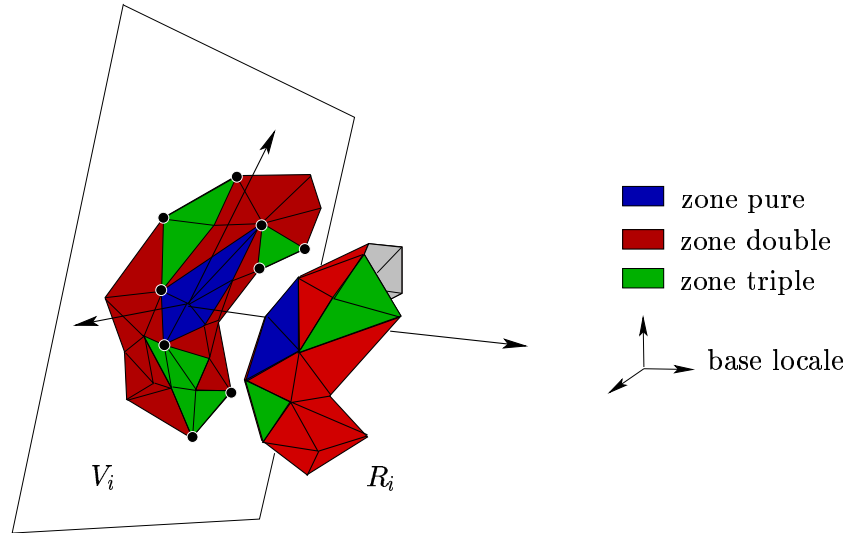 zone pure
zone double
zone triple
base locale
V_i
R_i